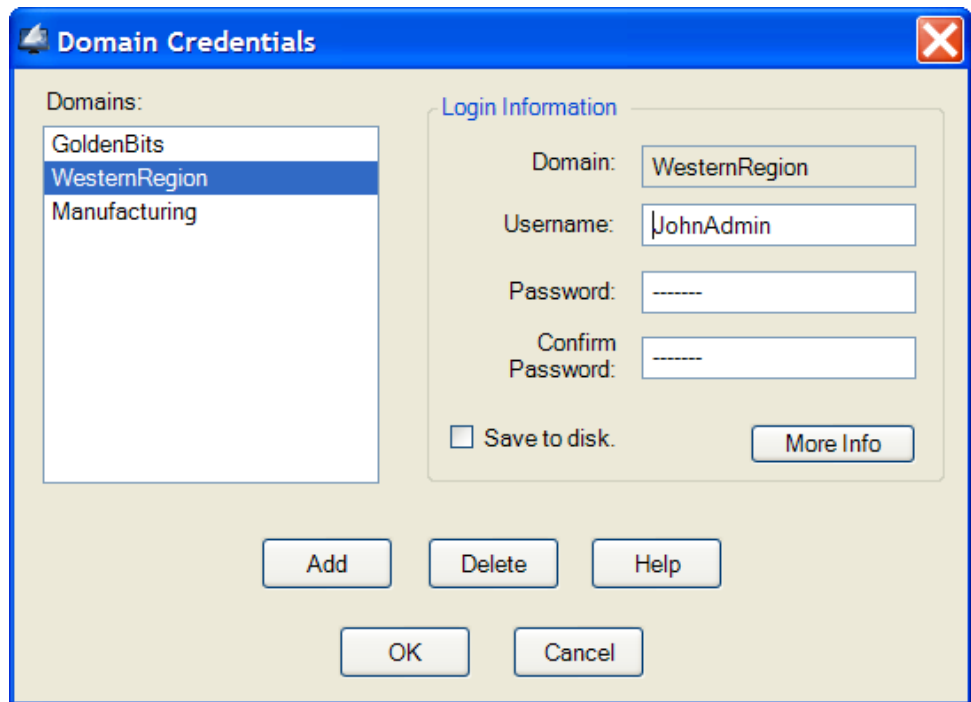 Domain Credentials
Domains:
GoldenBits
WesternRegion
Manufacturing
Login Information
Domain: WesternRegion
Username: JohnAdmin
Password: -------
Confirm
Password: -------
Save to disk.
More Info
Add Delete Help
OK Cancel